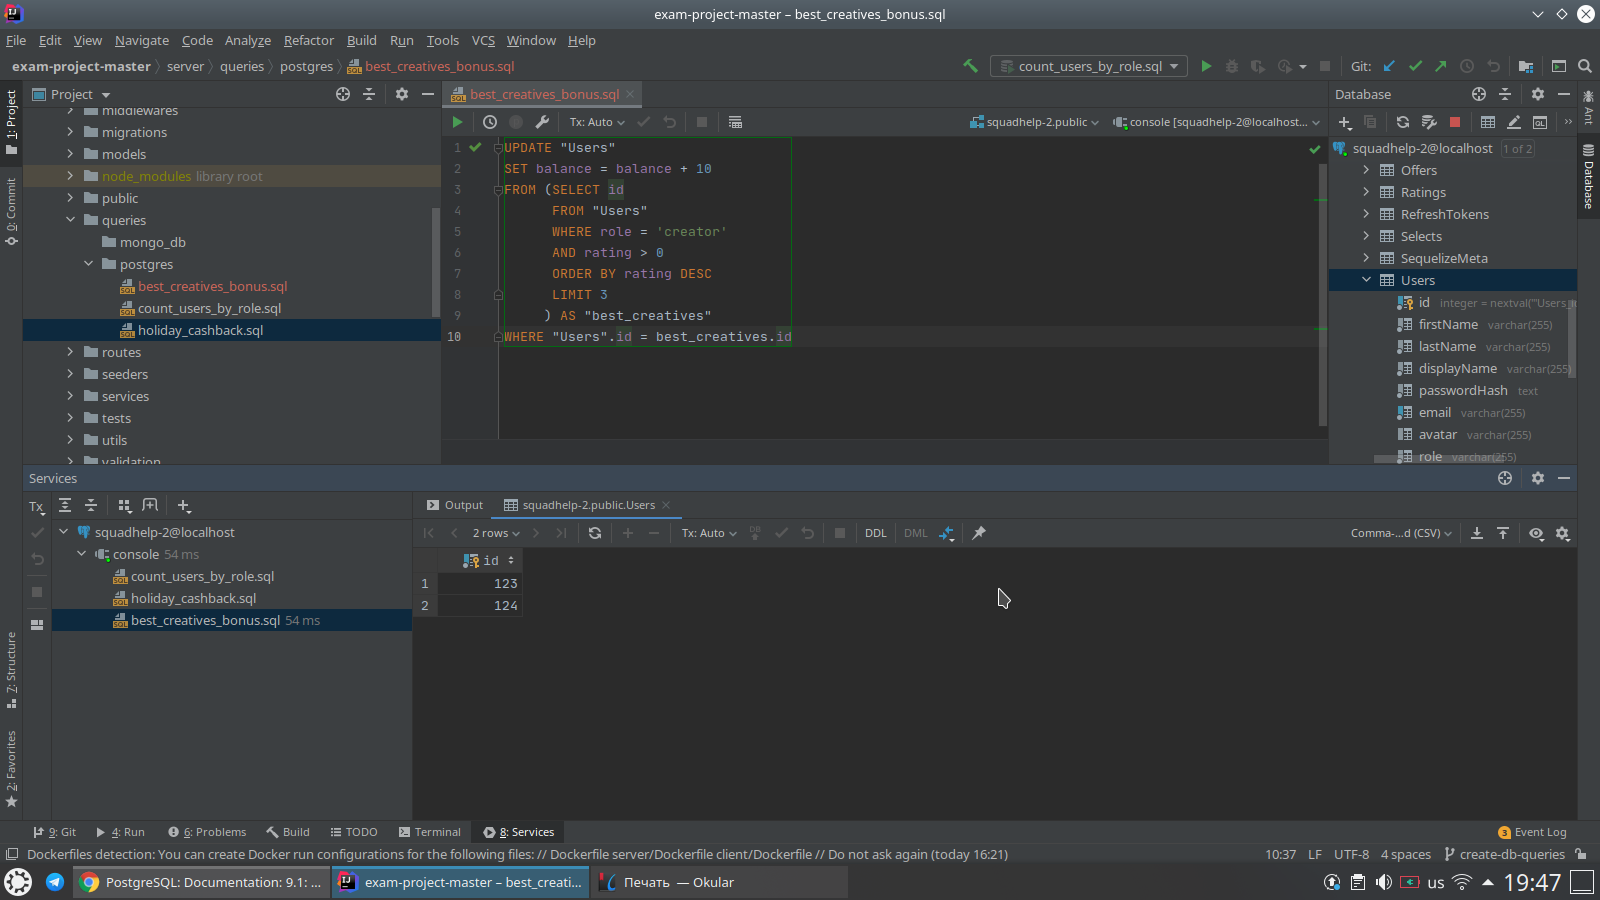 exam-project-master – best_creatives_bonus.sql
File Edit View Navigate Code Analyze Refactor Build Run Tools VCS Window Help
exam-project-master server queries postgres best_creatives_bonus.sql
count_users_by_role.sql
Git:
1: Project
0: Commit
7: Structure
2: Favorites
Project
middlewares
migrations
models
node_modules library root
public
queries
mongo_db
postgres
best_creatives_bonus.sql
count_users_by_role.sql
holiday_cashback.sql
routes
seeders
services
tests
utils
validation
best_creatives_bonus.sql
Tx: Auto
squadhelp-2.public
console [squadhelp-2@localhost...
1 UPDATE "Users"
2 SET balance = balance + 10
3 FROM (SELECT id
4 FROM "Users"
5 WHERE role = 'creator'
6 AND rating > 0
7 ORDER BY rating DESC
8 LIMIT 3
9 ) AS "best_creatives"
10 WHERE "Users".id = best_creatives.id
Database
squadhelp-2@localhost 1 of 2
Offers
Ratings
RefreshTokens
Selects
SequelizeMeta
Users
id integer = nextval('"Users_i
firstName varchar(255)
lastName varchar(255)
displayName varchar(255)
passwordHash text
email varchar(255)
avatar varchar(255)
role varchar(255)
Ant
Database
Services
Tx
squadhelp-2@localhost
console 54 ms
count_users_by_role.sql
holiday_cashback.sql
best_creatives_bonus.sql 54 ms
Output
squadhelp-2.public.Users
2 rows
Tx: Auto
DDL
DML
Comma-...d (CSV)
id
1 123
2 124
9: Git
4: Run
6: Problems
Build
TODO
Terminal
8: Services
3 Event Log
Dockerfiles detection: You can create Docker run configurations for the following files: // Dockerfile server/Dockerfile client/Dockerfile // Do not ask again (today 16:21)
10:37 LF UTF-8 4 spaces create-db-queries
PostgreSQL: Documentation: 9.1: ...
exam-project-master – best_creati...
Печать — Okular
us
19:47